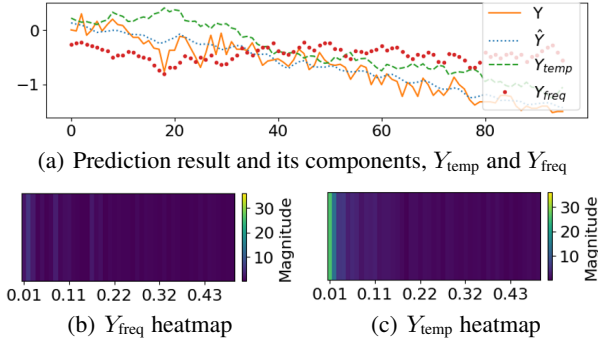 0
−1
0
20
40
60
80
Y
Ŷ
Y_temp
Y_freq
(a) Prediction result and its components, Y_temp and Y_freq
30
20
10
Magnitude
0.01 0.11 0.22 0.32 0.43
30
20
10
Magnitude
0.01 0.11 0.22 0.32 0.43
(b) Y_freq heatmap
(c) Y_temp heatmap